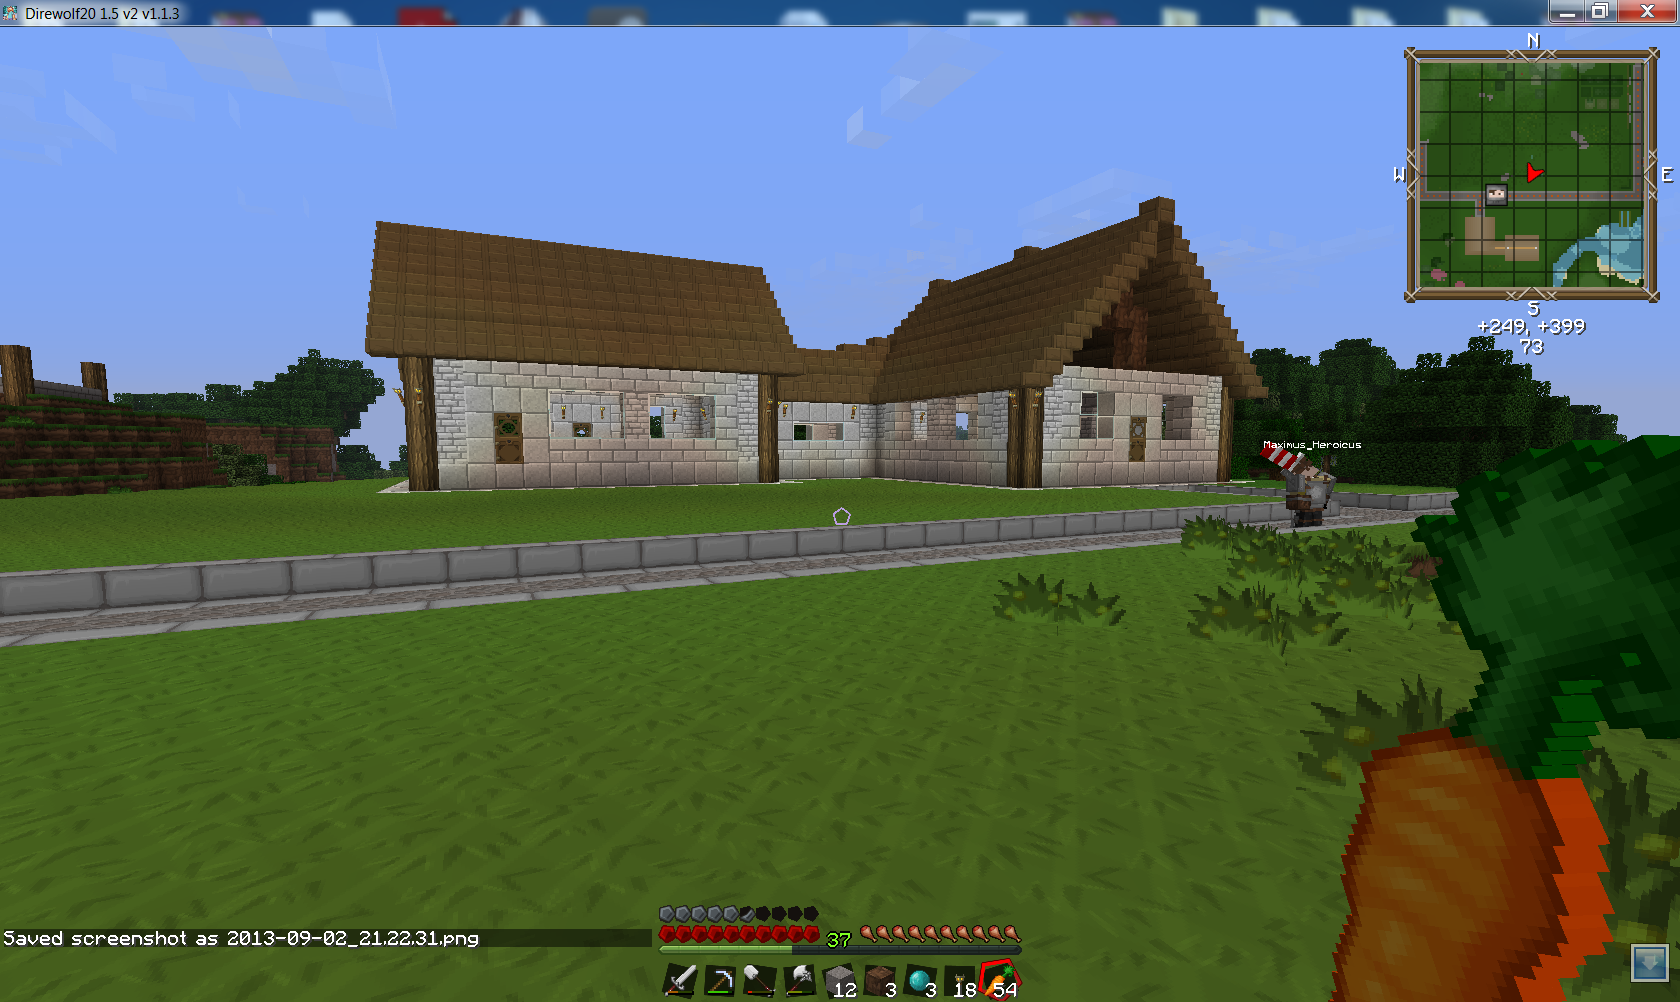 Direwolf20 1.5 v2 v1.1.3
N
W
E
S
+249, +399
73
Maximus_Heroicus
Saved screenshot as 2013-09-02_21.22.31.png
37
12
3
3
18
54